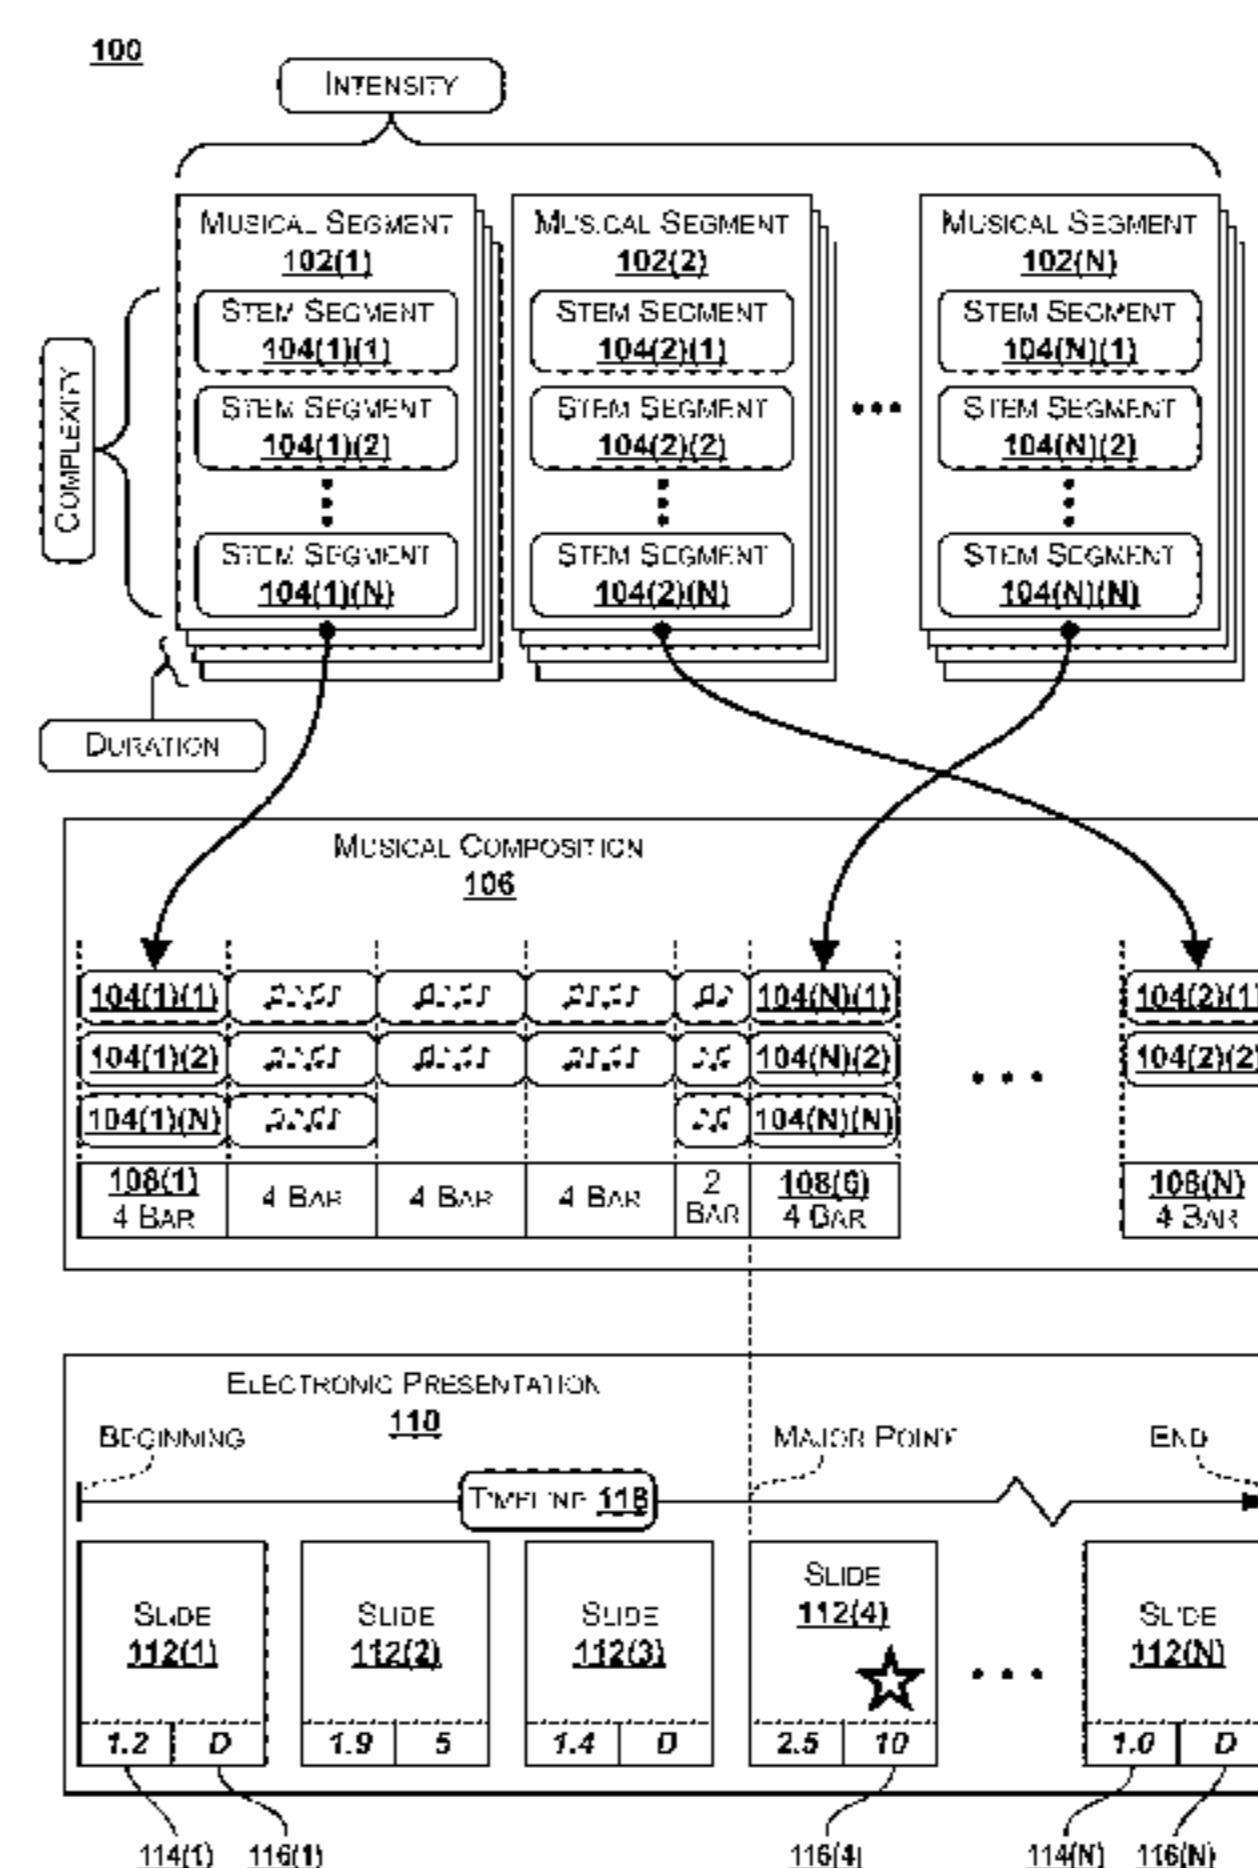 100
INTENSITY
MUSICAL SEGMENT MUSICAL SEGMENT MUSICAL SEGMENT
102(1) 102(2) 102(N)
STEM SEGMENT STEM SEGMENT STEM SEGMENT
104(1)(1) 104(2)(1) 104(N)(1)
STEM SEGMENT STEM SEGMENT STEM SEGMENT
104(1)(2) 104(2)(2) 104(N)(2)
STEM SEGMENT STEM SEGMENT STEM SEGMENT
104(1)(N) 104(2)(N) 104(N)(N)
COMPLEXITY
DURATION
MUSICAL COMPOSITION
106
104(1)(1) 104(N)(1) 104(2)(1)
104(1)(2) 104(N)(2) 104(2)(2)
104(1)(N) 104(N)(N)
108(1) 4 BAR 4 BAR 4 BAR 2 108(6) 108(N)
4 BAR BAR 4 BAR 4 BAR
ELECTRONIC PRESENTATION
110
BEGINNING MAJOR POINT END
TIMELINE 118
SLIDE SLIDE SLIDE SLIDE SLIDE
112(1) 112(2) 112(3) 112(4) 112(N)
1.2 D 1.9 5 1.4 D 2.5 10 1.0 D
114(1) 116(1) 116(4) 114(N) 116(N)